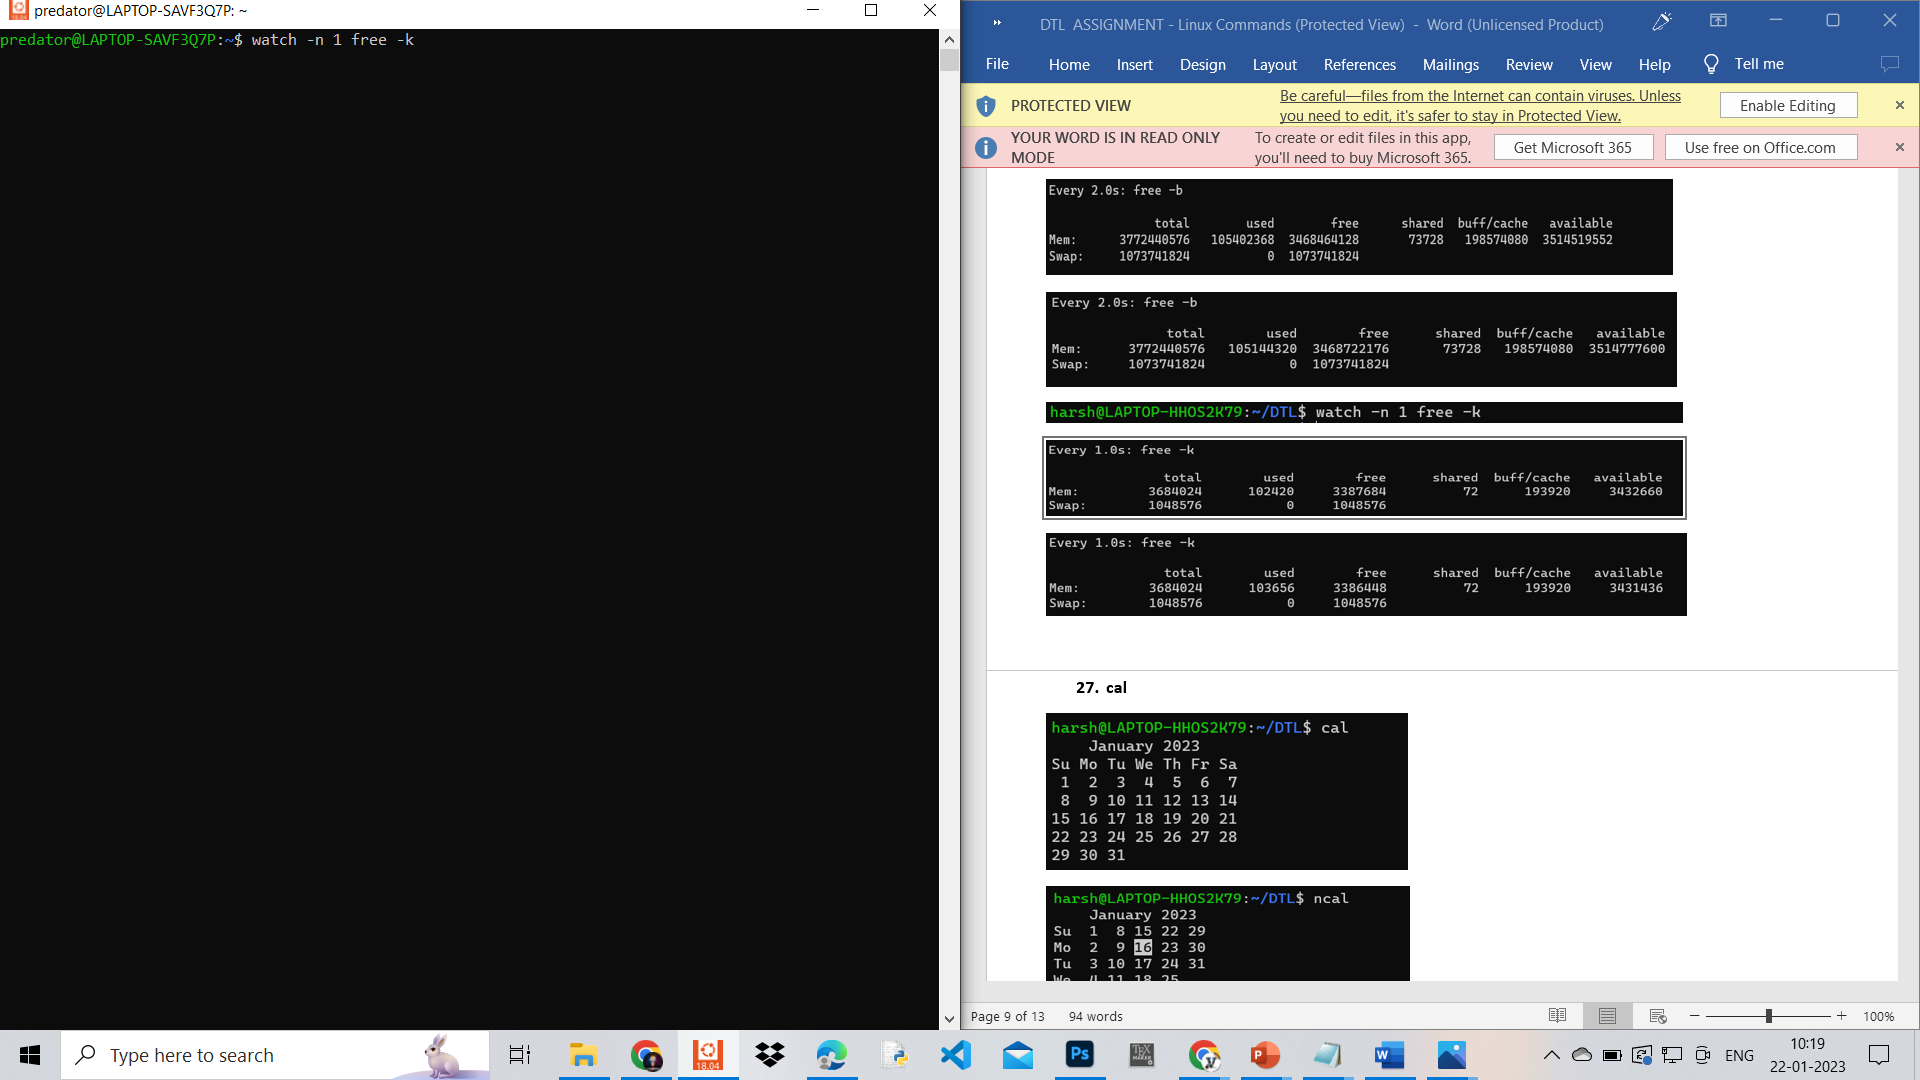 predator@LAPTOP-SAVF3Q7P: ~
predator@LAPTOP-SAVF3Q7P:~$ watch -n 1 free -k
DTL ASSIGNMENT - Linux Commands (Protected View) - Word (Unlicensed Product)
File Home Insert Design Layout References Mailings Review View Help Tell me
PROTECTED VIEW
Be careful—files from the Internet can contain viruses. Unless
you need to edit, it's safer to stay in Protected View.
Enable Editing
YOUR WORD IS IN READ ONLY
MODE
To create or edit files in this app,
you'll need to buy Microsoft 365.
Get Microsoft 365
Use free on Office.com
Every 2.0s: free -b
total used free shared buff/cache available
Mem: 3772440576 105402368 3468464128 73728 198574080 3514519552
Swap: 1073741824 0 1073741824
Every 2.0s: free -b
total used free shared buff/cache available
Mem: 3772440576 105144320 3468722176 73728 198574080 3514777600
Swap: 1073741824 0 1073741824
harsh@LAPTOP-HHOS2K79:~/DTL$ watch -n 1 free -k
Every 1.0s: free -k
total used free shared buff/cache available
Mem: 3684024 102420 3387684 72 193920 3432660
Swap: 1048576 0 1048576
Every 1.0s: free -k
total used free shared buff/cache available
Mem: 3684024 103656 3386448 72 193920 3431436
Swap: 1048576 0 1048576
27. cal
harsh@LAPTOP-HHOS2K79:~/DTL$ cal
January 2023
Su Mo Tu We Th Fr Sa
1 2 3 4 5 6 7
8 9 10 11 12 13 14
15 16 17 18 19 20 21
22 23 24 25 26 27 28
29 30 31
harsh@LAPTOP-HHOS2K79:~/DTL$ ncal
January 2023
Su 1 8 15 22 29
Mo 2 9 16 23 30
Tu 3 10 17 24 31
We 4 11 18 25
Page 9 of 13 94 words
100%
Type here to search
18.04
Ps
ENG
10:19
22-01-2023